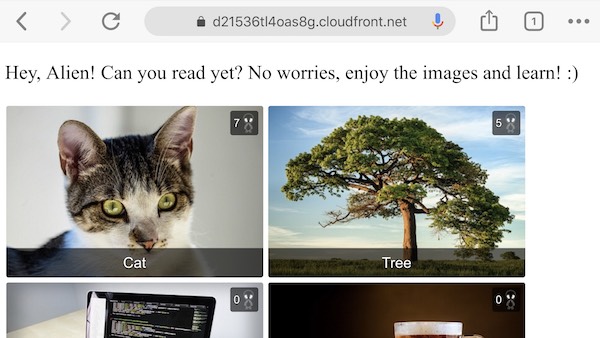 d21536tl4oas8g.cloudfront.net
1
Hey, Alien! Can you read yet? No worries, enjoy the images and learn! :)
7
5
Cat
Tree
0
0